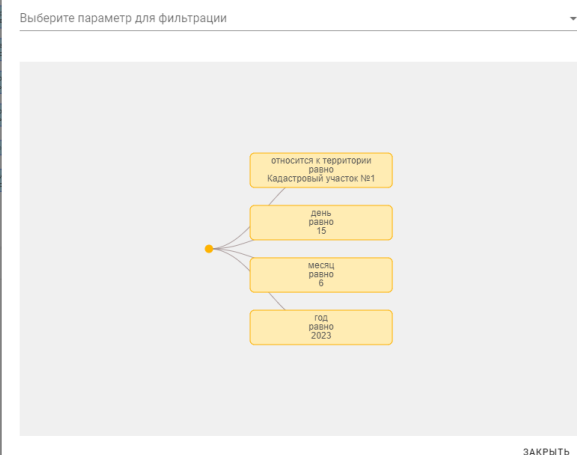 Выберите параметр для фильтрации
относится к территории
равно
Кадастровый участок №1
день
равно
15
месяц
равно
6
год
равно
2023
ЗАКРЫТЬ